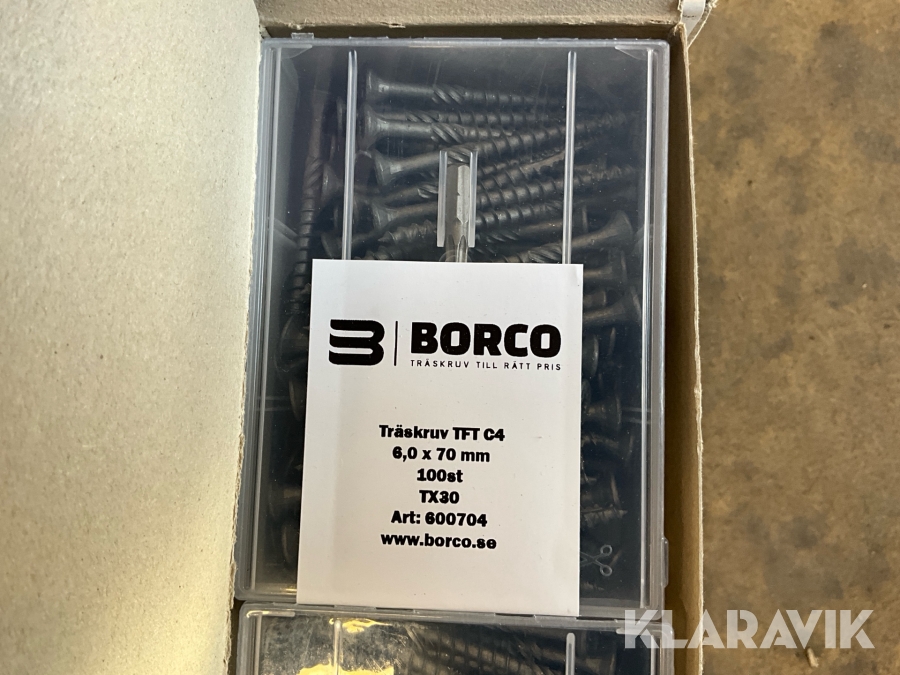 BORCO
TRÄSKRUV TILL RÄTT PRIS
Träskruv TFT C4
6,0 x 70 mm
100st
TX30
Art: 600704
www.borco.se
KLARAVIK